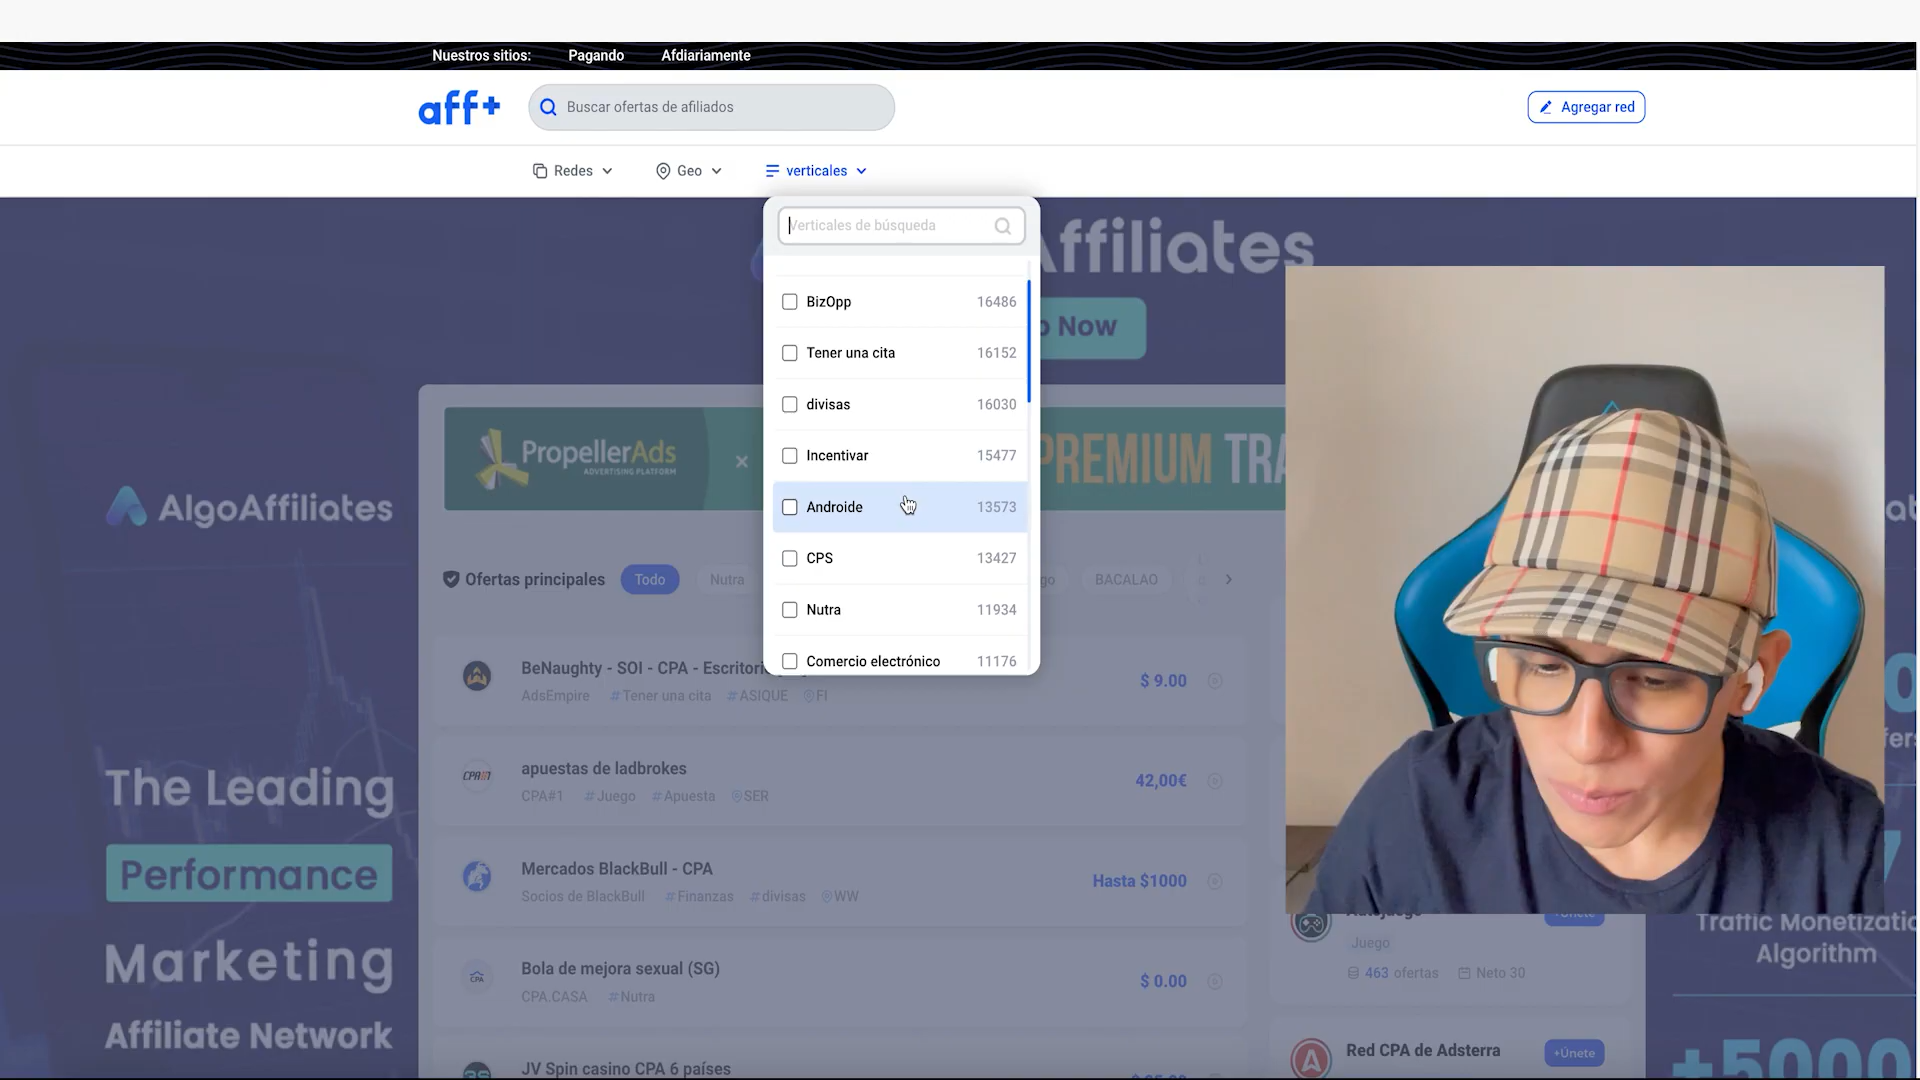 Nuestros sitios: Pagando Afdiariamente
aff+
Buscar ofertas de afiliados
Agregar red
Redes Geo verticales
Verticales de búsqueda
BizOpp 16486
Tener una cita 16152
divisas 16030
Incentivar 15477
Androide 13573
CPS 13427
Nutra 11934
Comercio electrónico 11176
Affiliates
Now
PropellerAds
ADVERTISING PLATFORM
PREMIUM
AlgoAffiliates
The Leading
Performance
Marketing
Affiliate Network
Ofertas principales Todo Nutra BACALAO
BeNaughty - SOI - CPA -
AdsEmpire #Tener una cita #ASIQUE FI
$ 9.00
apuestas de ladbrokes
CPA#1 #Juego #Apuesta SER
42,00€
Mercados BlackBull - CPA
Socios de BlackBull #Finanzas #divisas WW
Hasta $1000
Bola de mejora sexual (SG)
CPA.CASA #Nutra
$ 0.00
JV Spin casino CPA 6 países
Juego
463 ofertas Neto 30
Red CPA de Adsterra
+Únete
Traffic Monetizatic
Algorithm
+5000